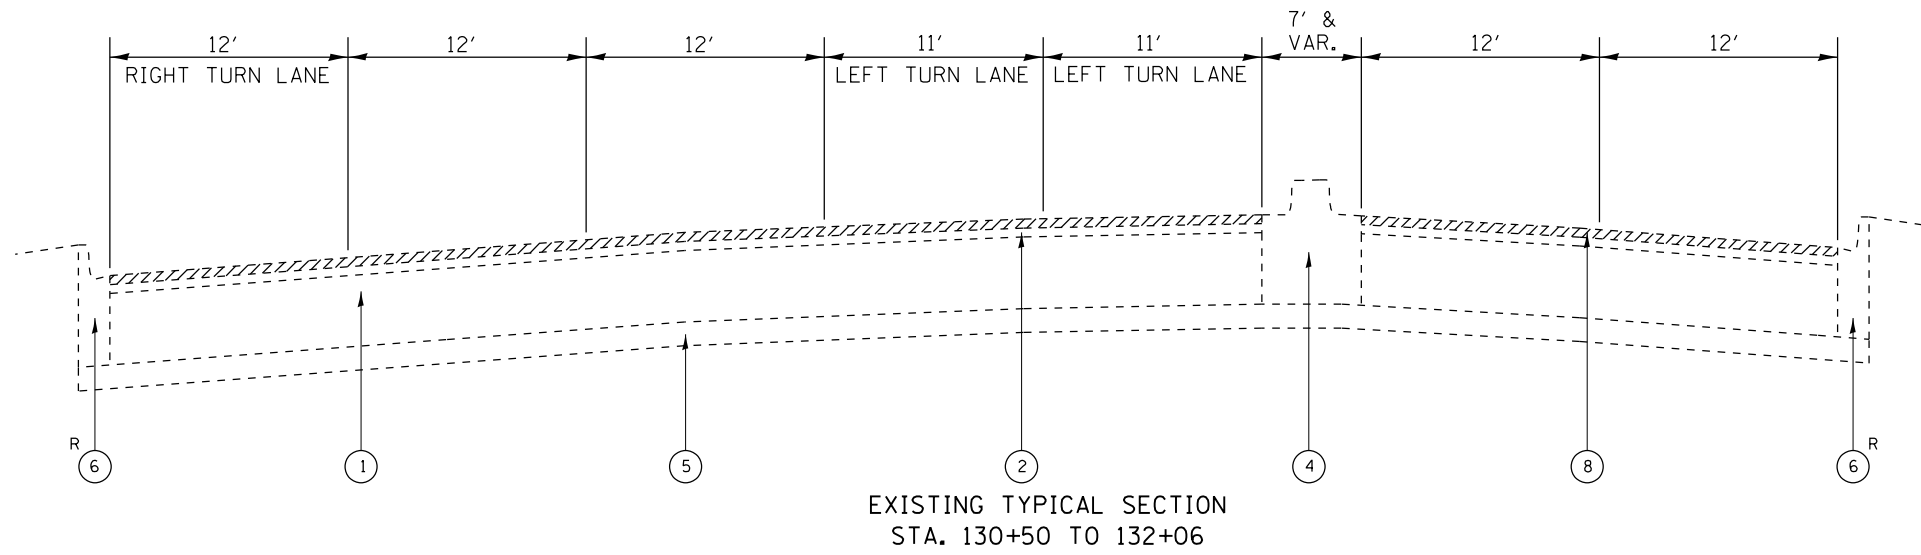 12' 12' 12' 11' 11' 7' & VAR. 12' 12'
RIGHT TURN LANE LEFT TURN LANE LEFT TURN LANE
R 6 1 5 2 4 8 6 R
EXISTING TYPICAL SECTION
STA. 130+50 TO 132+06